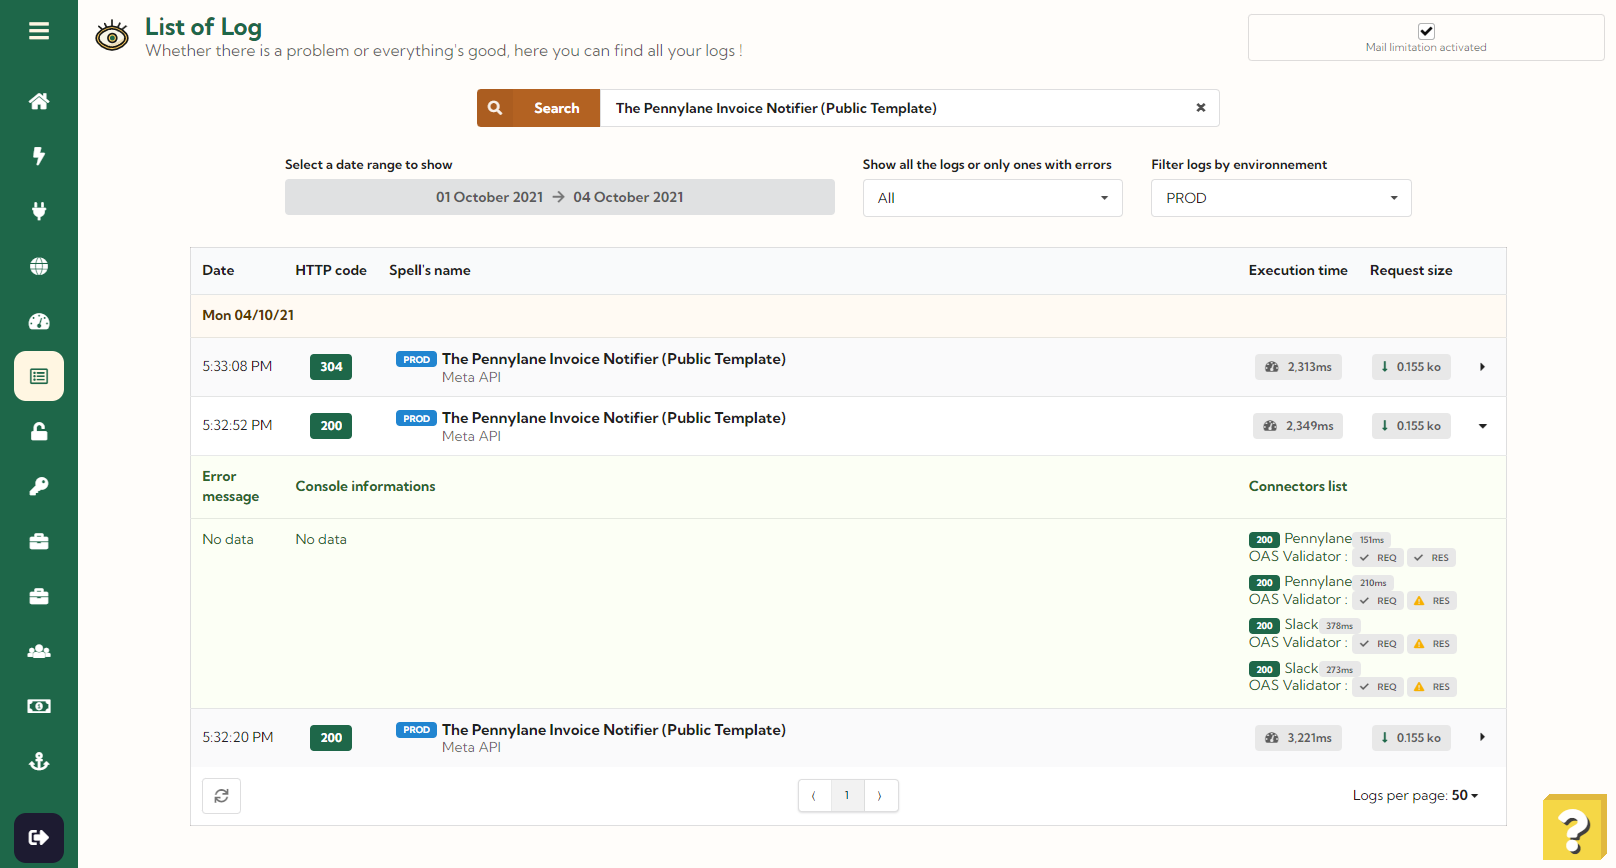 List of Log
Whether there is a problem or everything's good, here you can find all your logs !
Mail limitation activated
Search
The Pennylane Invoice Notifier (Public Template)
Select a date range to show
01 October 2021 → 04 October 2021
Show all the logs or only ones with errors
All
Filter logs by environnement
PROD
Date HTTP code Spell's name Execution time Request size
Mon 04/10/21
5:33:08 PM 304 PROD The Pennylane Invoice Notifier (Public Template) 2,313ms 0.155 ko
Meta API
5:32:52 PM 200 PROD The Pennylane Invoice Notifier (Public Template) 2,349ms 0.155 ko
Meta API
Error
message
Console informations
Connectors list
No data
No data
200 Pennylane 151ms
OAS Validator : REQ RES
200 Pennylane 210ms
OAS Validator : REQ RES
200 Slack 378ms
OAS Validator : REQ RES
200 Slack 273ms
OAS Validator : REQ RES
5:32:20 PM 200 PROD The Pennylane Invoice Notifier (Public Template) 3,221ms 0.155 ko
Meta API
⟨ 1 ⟩
Logs per page: 50
?